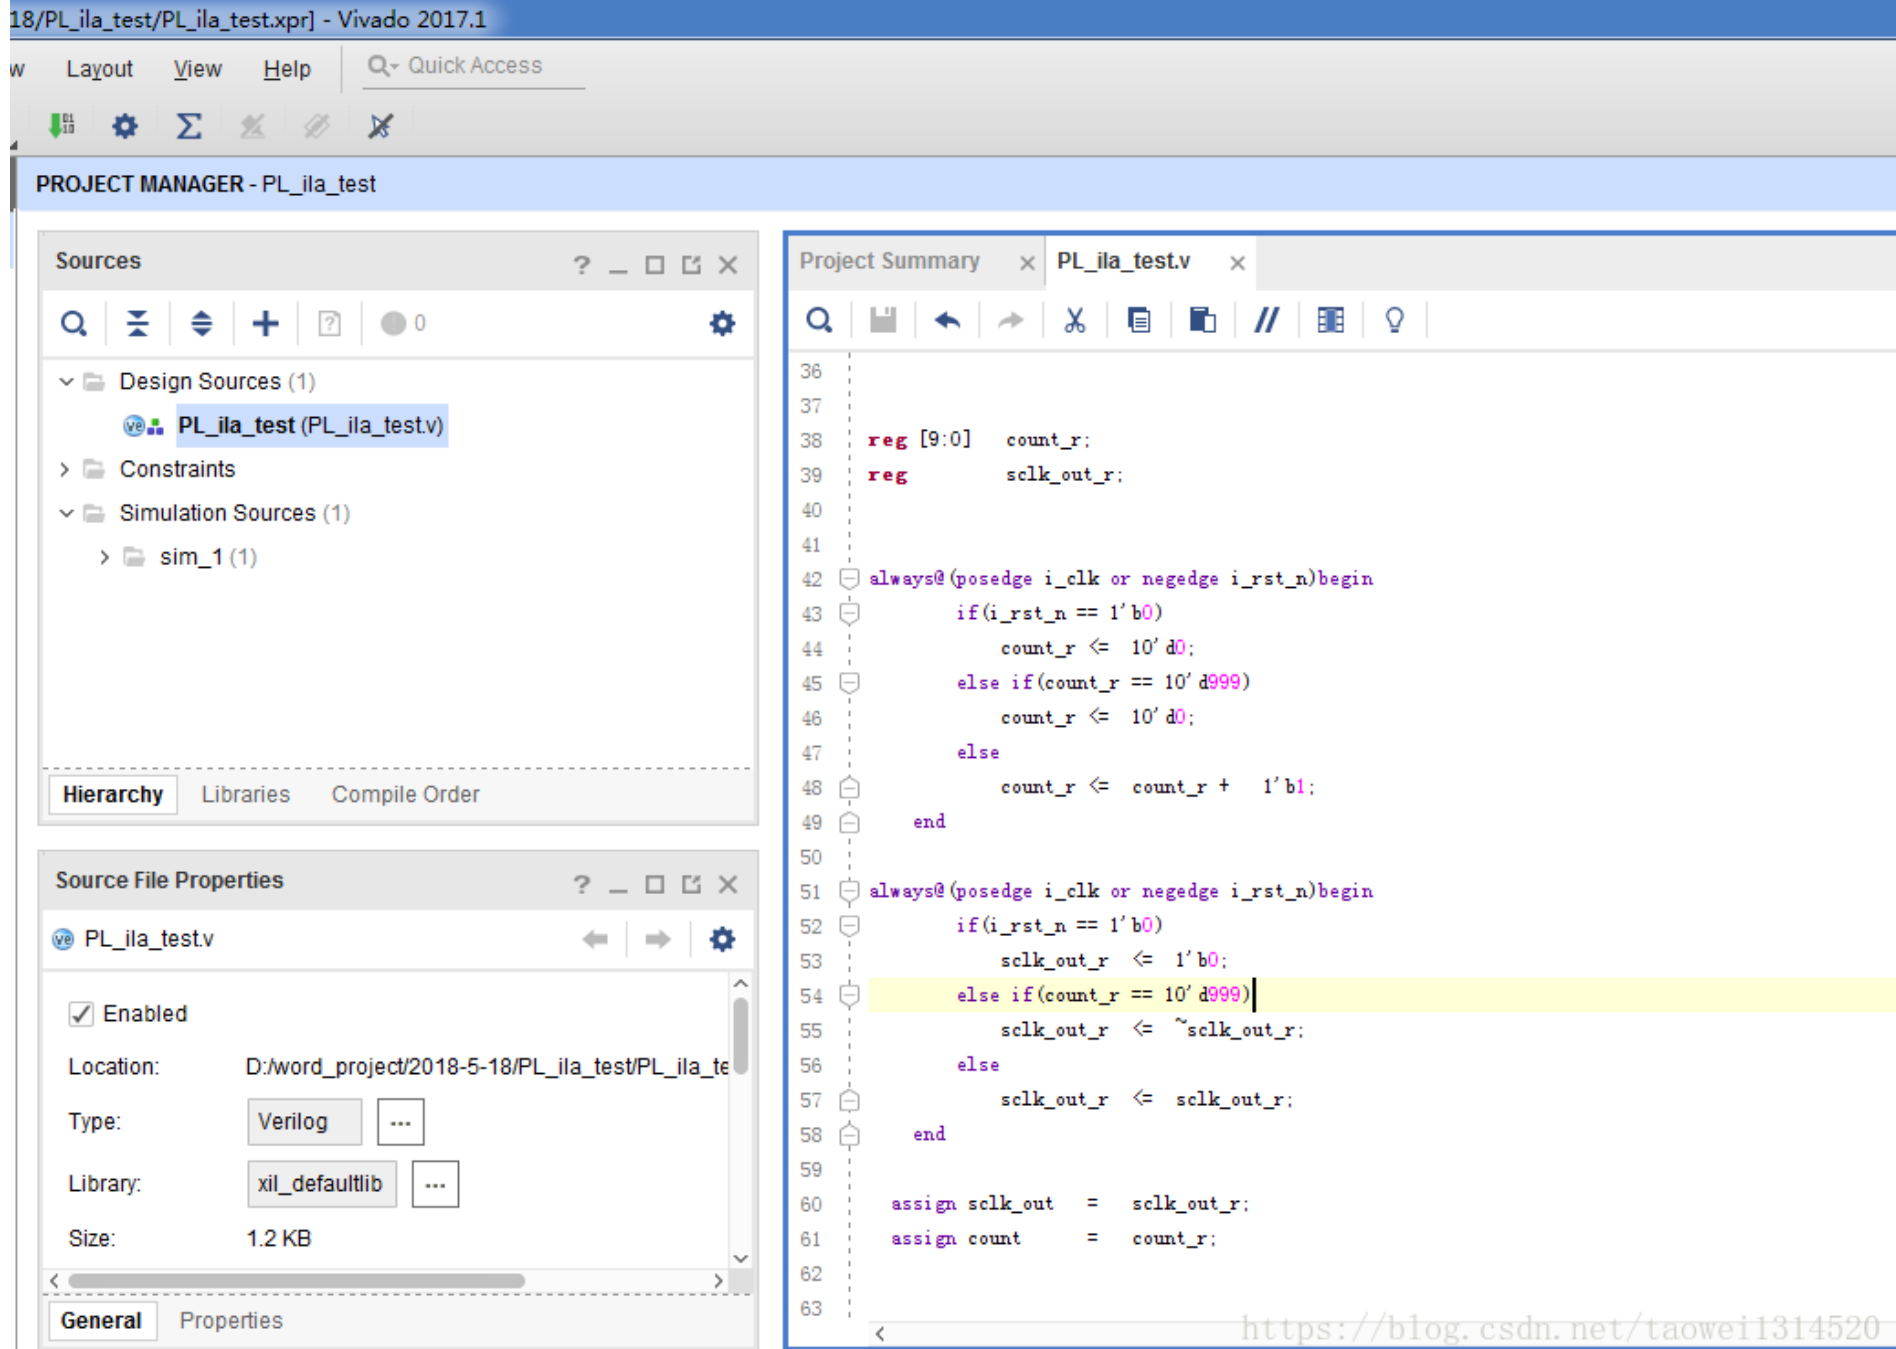 18/PL_ila_test/PL_ila_test.xpr] - Vivado 2017.1
w Layout View Help Quick Access
PROJECT MANAGER - PL_ila_test
Sources
0
Design Sources (1)
PL_ila_test (PL_ila_test.v)
Constraints
Simulation Sources (1)
sim_1 (1)
Hierarchy Libraries Compile Order
Source File Properties
PL_ila_test.v
Enabled
Location: D:/word_project/2018-5-18/PL_ila_test/PL_ila_te
Type: Verilog ...
Library: xil_defaultlib ...
Size: 1.2 KB
General Properties
Project Summary PL_ila_test.v
36
37
38 reg [9:0] count_r;
39 reg sclk_out_r;
40
41
42 always@(posedge i_clk or negedge i_rst_n)begin
43 if(i_rst_n == 1'b0)
44 count_r <= 10'd0;
45 else if(count_r == 10'd999)
46 count_r <= 10'd0;
47 else
48 count_r <= count_r + 1'b1;
49 end
50
51 always@(posedge i_clk or negedge i_rst_n)begin
52 if(i_rst_n == 1'b0)
53 sclk_out_r <= 1'b0;
54 else if(count_r == 10'd999)
55 sclk_out_r <= ~sclk_out_r;
56 else
57 sclk_out_r <= sclk_out_r;
58 end
59
60 assign sclk_out = sclk_out_r;
61 assign count = count_r;
62
63
https://blog.csdn.net/taowei1314520